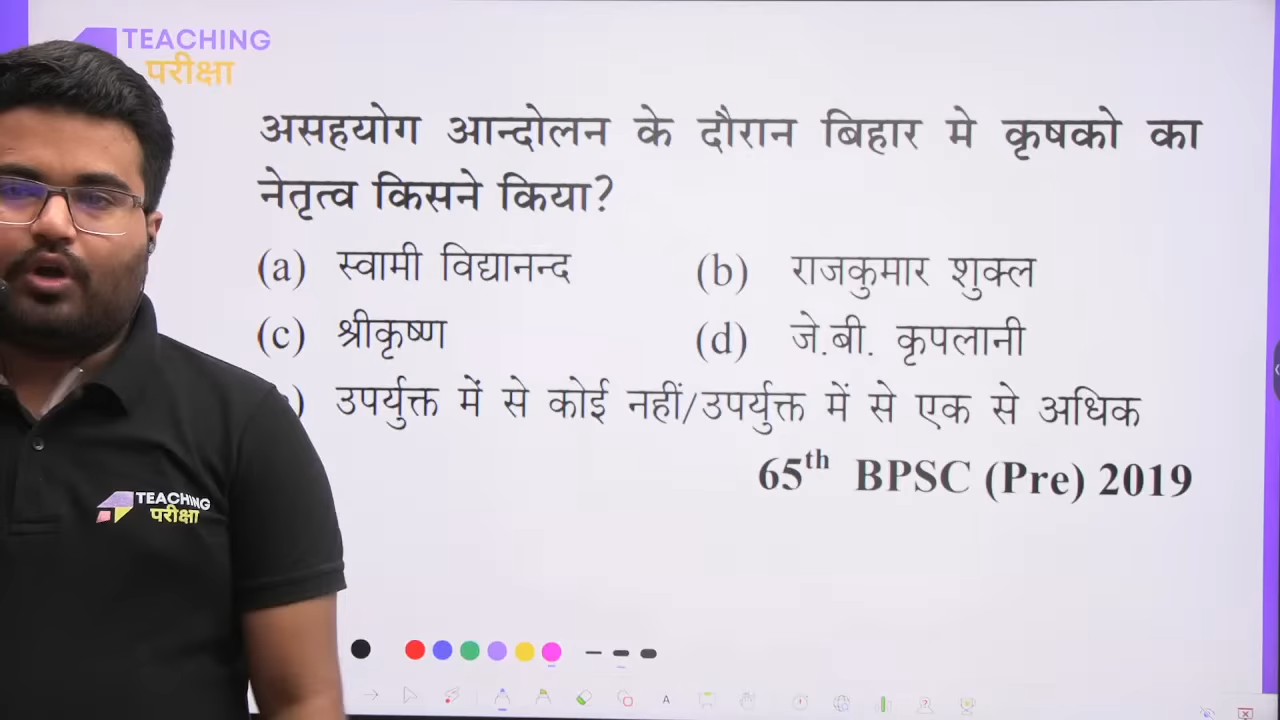 TEACHING
परीक्षा
असहयोग आन्दोलन के दौरान बिहार मे कृषको का
नेतृत्व किसने किया?
(a) स्वामी विद्यानन्द (b) राजकुमार शुक्ल
(c) श्रीकृष्ण (d) जे.बी. कृपलानी
) उपर्युक्त में से कोई नहीं/उपर्युक्त में से एक से अधिक
65th BPSC (Pre) 2019
TEACHING
परीक्षा
A